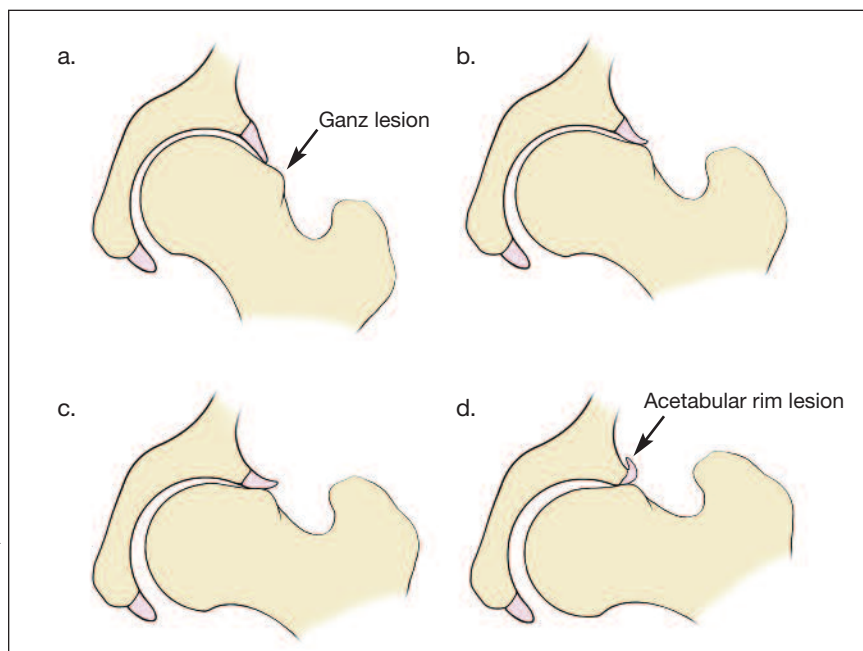 a.
Ganz lesion
b.
c.
d.
Acetabular rim lesion